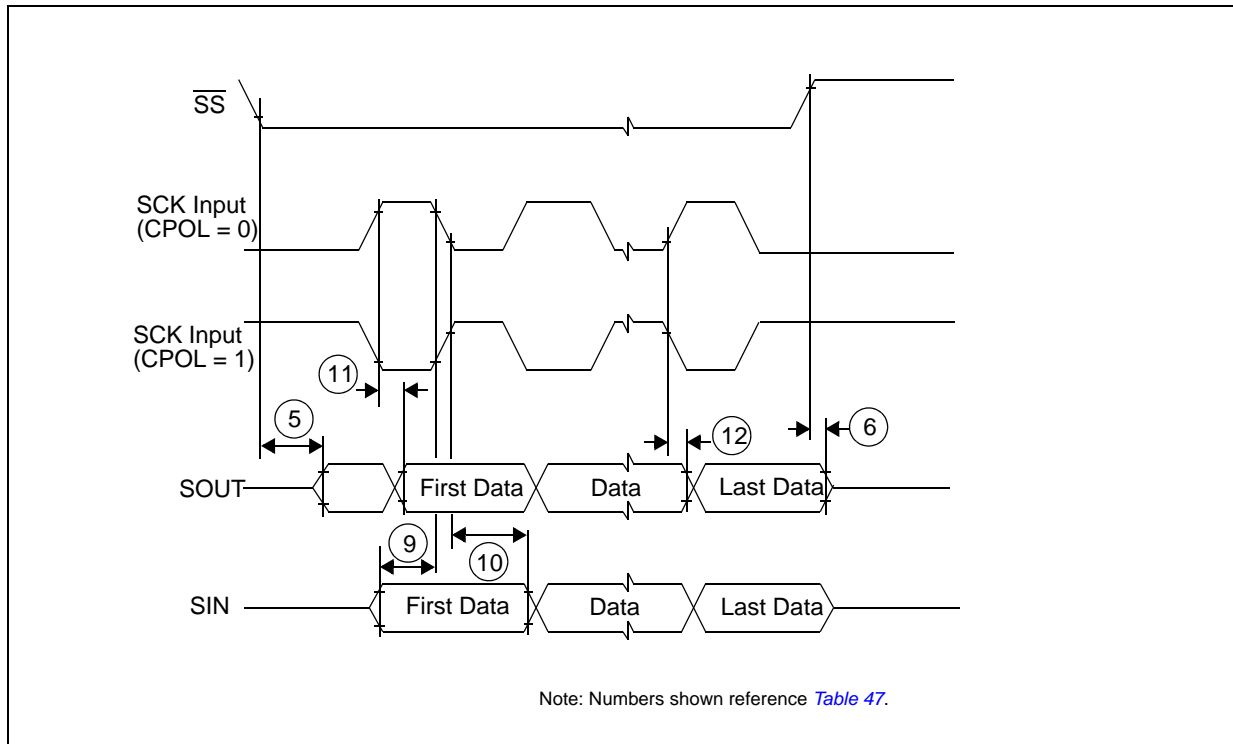 SS
SCK Input
(CPOL = 0)
SCK Input
(CPOL = 1)
11
5
12
6
SOUT
First Data
Data
Last Data
9
10
SIN
First Data
Data
Last Data
Note: Numbers shown reference Table 47.